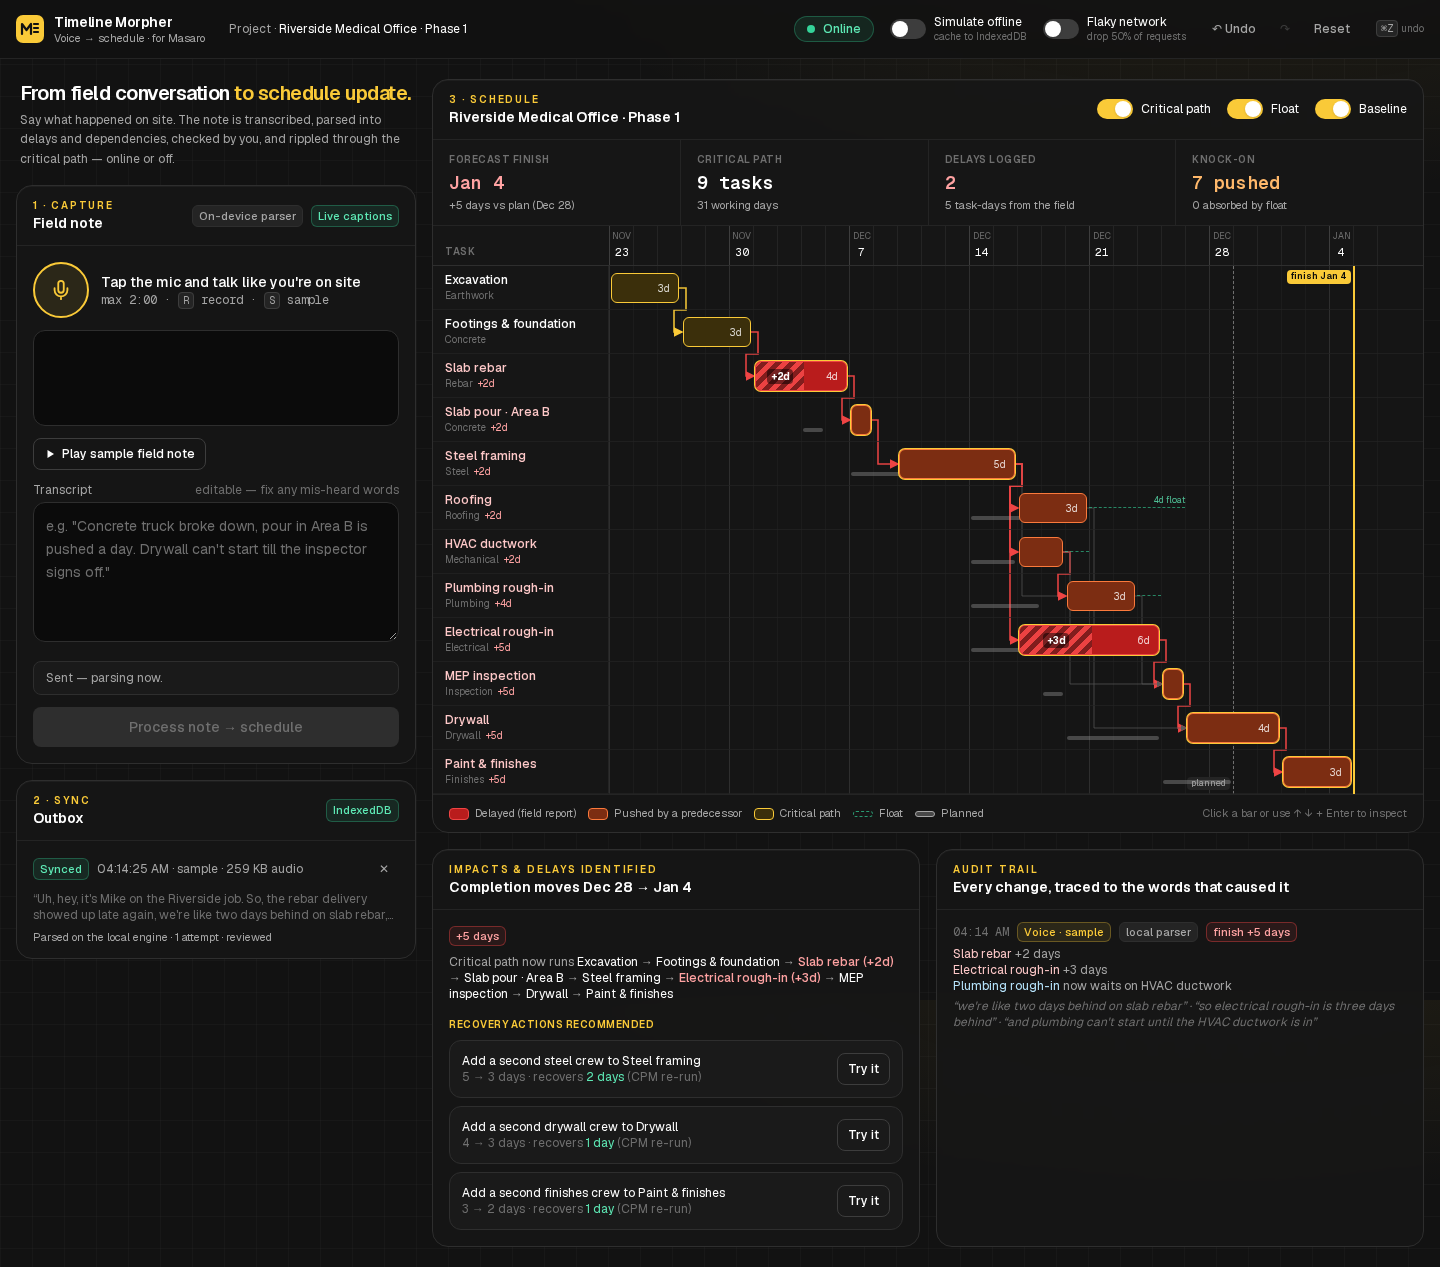 Timeline Morpher
Voice → schedule · for Masaro
Project · Riverside Medical Office · Phase 1
Online
Simulate offline
cache to IndexedDB
Flaky network
drop 50% of requests
↶ Undo
↷
Reset
⌘Z undo
From field conversation to schedule update.
Say what happened on site. The note is transcribed, parsed into
delays and dependencies, checked by you, and rippled through the
critical path — online or off.
1 · CAPTURE
Field note
On-device parser
Live captions
Tap the mic and talk like you're on site
max 2:00 · R record · S sample
Play sample field note
Transcript
editable — fix any mis-heard words
e.g. "Concrete truck broke down, pour in Area B is
pushed a day. Drywall can't start till the inspector
signs off."
Sent — parsing now.
Process note → schedule
2 · SYNC
Outbox
IndexedDB
Synced
04:14:25 AM · sample · 259 KB audio
✕
“Uh, hey, it's Mike on the Riverside job. So, the rebar delivery
showed up late again, we're like two days behind on slab rebar,…
Parsed on the local engine · 1 attempt · reviewed
3 · SCHEDULE
Riverside Medical Office · Phase 1
Critical path
Float
Baseline
FORECAST FINISH
Jan 4
+5 days vs plan (Dec 28)
CRITICAL PATH
9 tasks
31 working days
DELAYS LOGGED
2
5 task-days from the field
KNOCK-ON
7 pushed
0 absorbed by float
TASK
NOV 23
NOV 30
DEC 7
DEC 14
DEC 21
DEC 28
JAN 4
finish Jan 4
Excavation
Earthwork
3d
Footings & foundation
Concrete
3d
Slab rebar
Rebar +2d
+2d
4d
Slab pour · Area B
Concrete +2d
Steel framing
Steel +2d
5d
Roofing
Roofing +2d
3d
4d float
HVAC ductwork
Mechanical +2d
Plumbing rough-in
Plumbing +4d
3d
Electrical rough-in
Electrical +5d
+3d
6d
MEP inspection
Inspection +5d
Drywall
Drywall +5d
4d
Paint & finishes
Finishes +5d
planned
3d
Delayed (field report)
Pushed by a predecessor
Critical path
Float
Planned
Click a bar or use ↑ ↓ + Enter to inspect
IMPACTS & DELAYS IDENTIFIED
Completion moves Dec 28 → Jan 4
+5 days
Critical path now runs Excavation → Footings & foundation → Slab rebar (+2d)
→ Slab pour · Area B → Steel framing → Electrical rough-in (+3d) → MEP
inspection → Drywall → Paint & finishes
RECOVERY ACTIONS RECOMMENDED
Add a second steel crew to Steel framing
5 → 3 days · recovers 2 days (CPM re-run)
Try it
Add a second drywall crew to Drywall
4 → 3 days · recovers 1 day (CPM re-run)
Try it
Add a second finishes crew to Paint & finishes
3 → 2 days · recovers 1 day (CPM re-run)
Try it
AUDIT TRAIL
Every change, traced to the words that caused it
04:14 AM
Voice · sample
local parser
finish +5 days
Slab rebar +2 days
Electrical rough-in +3 days
Plumbing rough-in now waits on HVAC ductwork
“we're like two days behind on slab rebar” · “so electrical rough-in is three days
behind” · “and plumbing can't start until the HVAC ductwork is in”